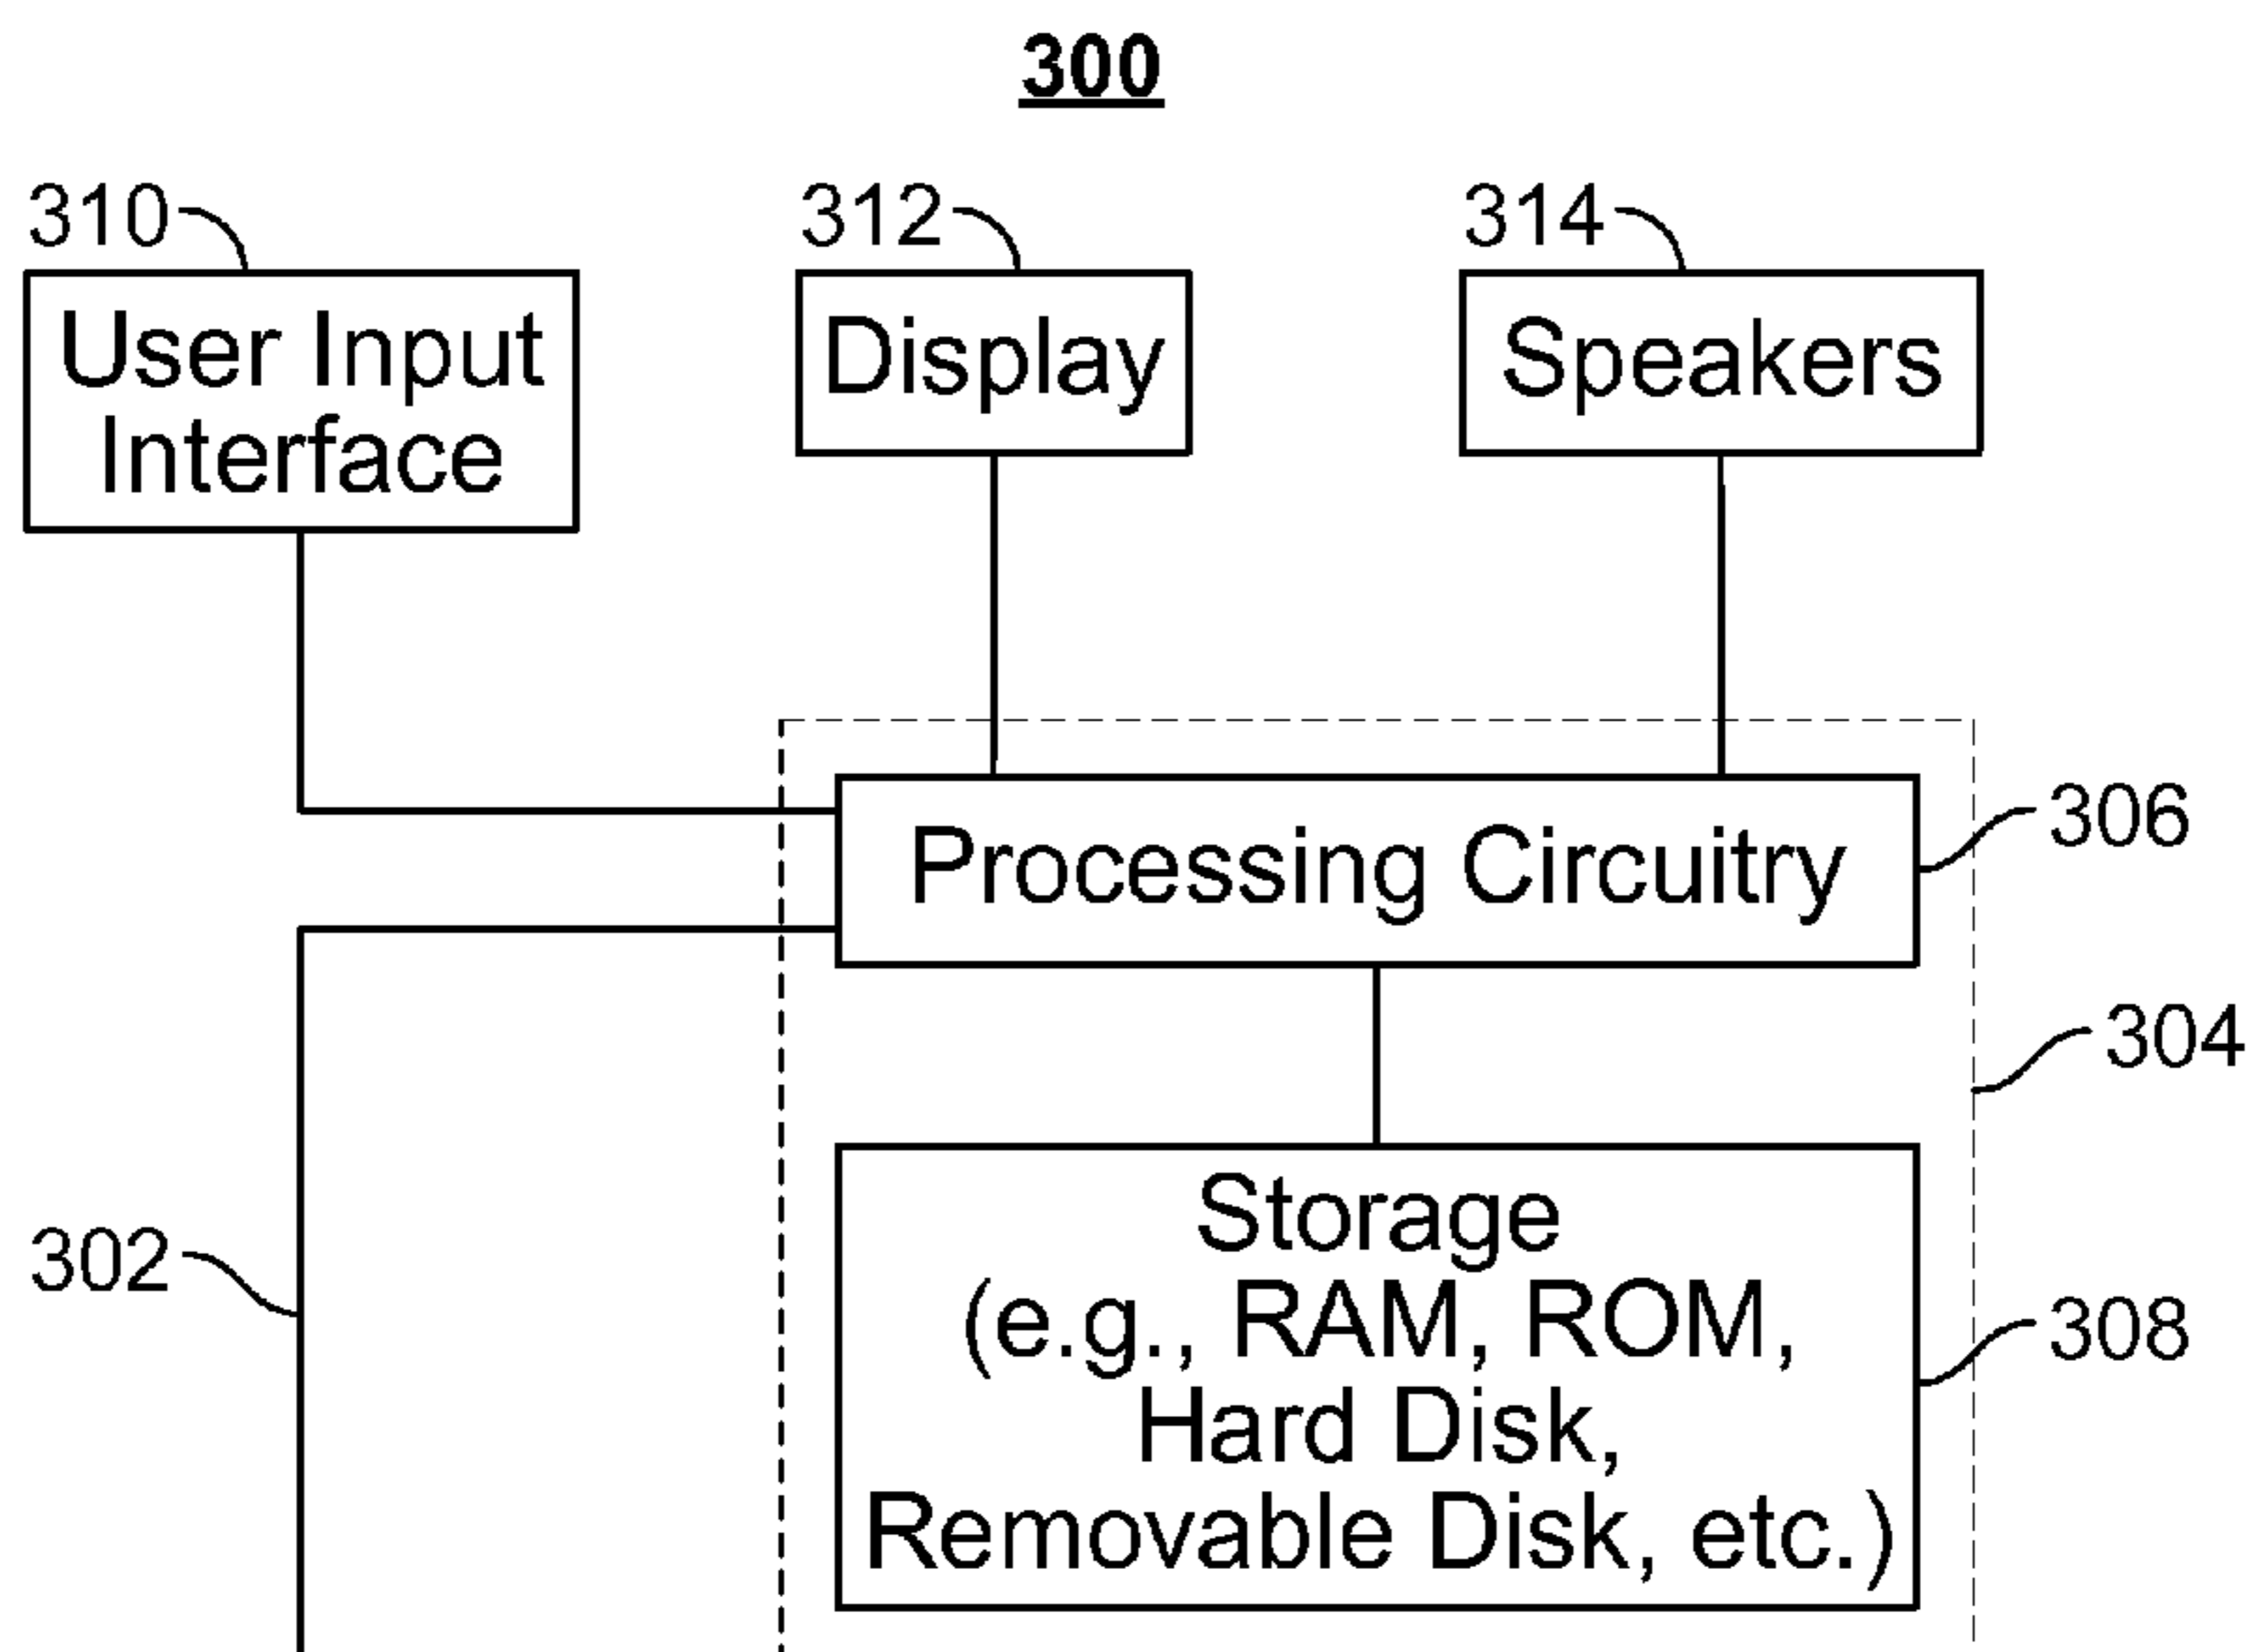 300
310
312
314
User Input
Interface
Display
Speakers
Processing Circuitry
306
304
302
Storage
(e.g., RAM, ROM,
Hard Disk,
Removable Disk, etc.)
308